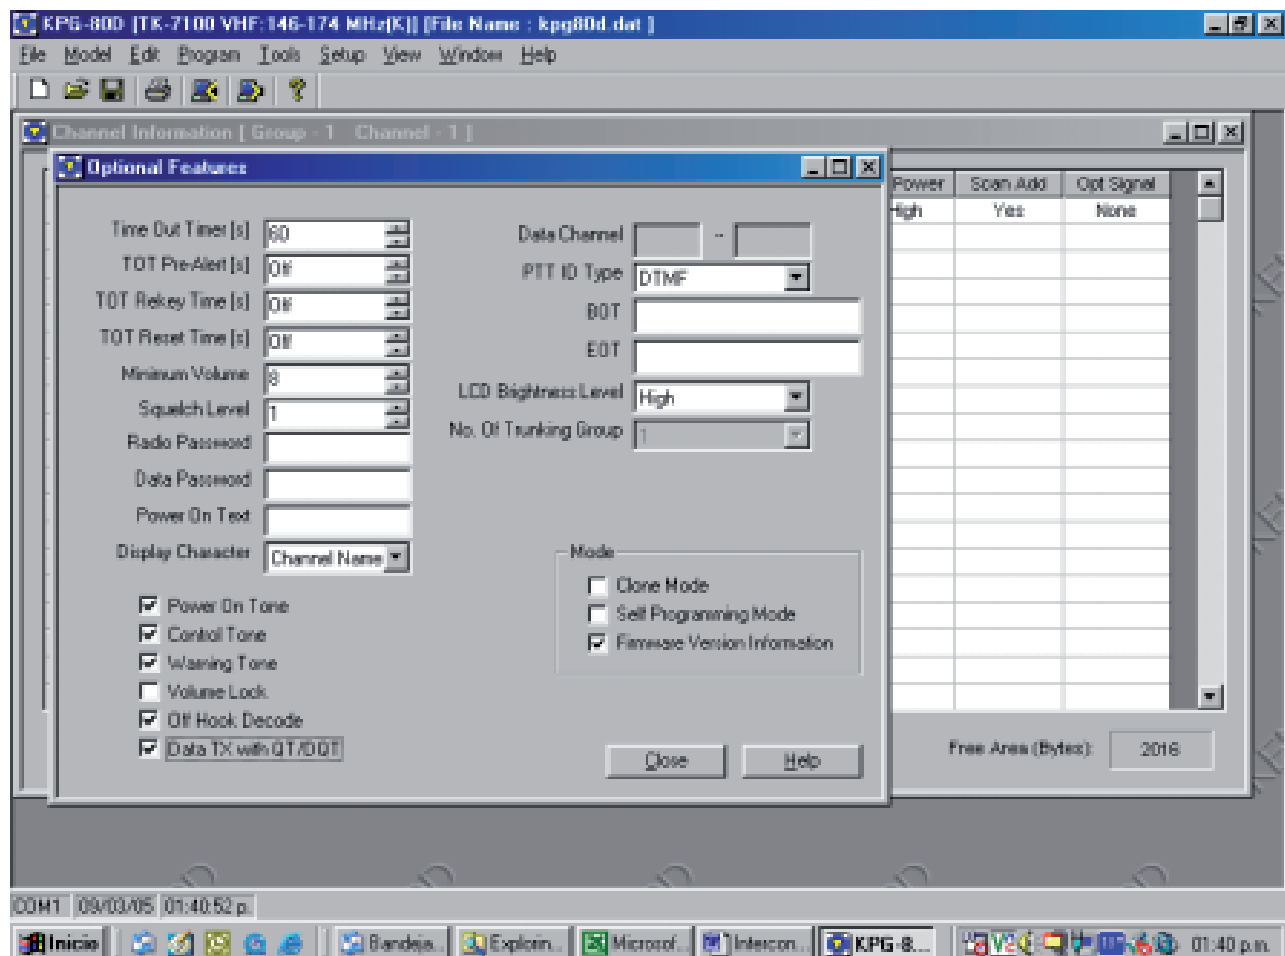 KPG-80D [TK-7100 VHF:146-174 MHz(K)] [File Name : kpg80d.dat ]
File Model Edit Program Tools Setup View Window Help
Channel Information [ Group - 1 Channel - 1 ]
Optional Features
Power Scan Add Opt Signal
High Yes None
Time Out Timer [s] 60
TOT Pre-Alert [s] Off
TOT Rekey Time [s] Off
TOT Reset Time [s] Off
Minimum Volume 8
Squelch Level 1
Radio Password
Data Password
Power On Text
Display Character Channel Name
Power On Tone
Control Tone
Warning Tone
Volume Lock
Off Hook Decode
Data TX with QT/DQT
Data Channel --
PTT ID Type DTMF
BOT
EOT
LCD Brightness Level High
No. Of Trunking Group 1
Mode
Clone Mode
Self Programming Mode
Firmware Version Information
Close Help
Free Area (Bytes): 2016
COM1 09/03/05 01:40:52 p.
Inicio Bandeja... Explorin... Microsof... Intercon... KPG-8... 01:40 p.m.